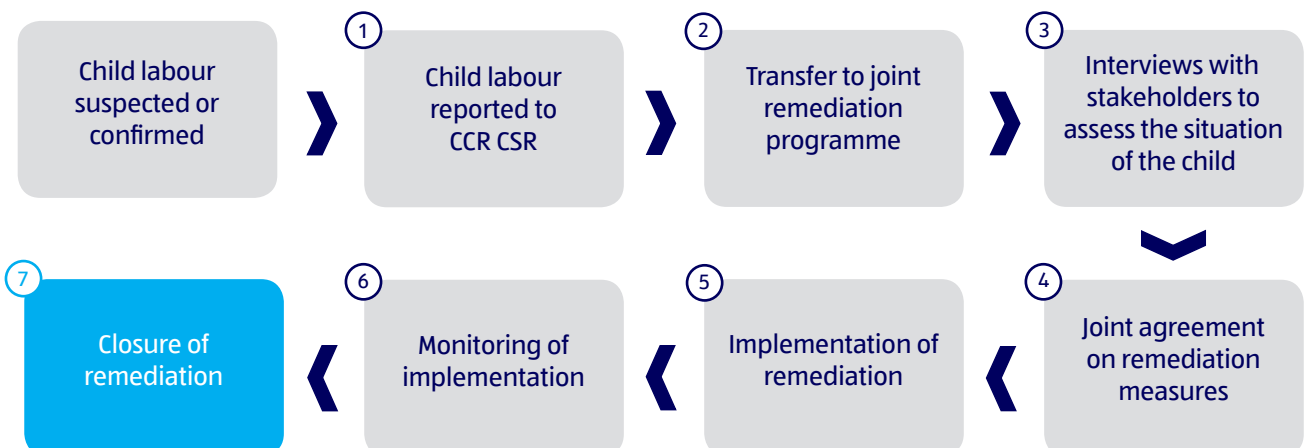 Child labour
suspected or
confirmed
1
Child labour
reported to
CCR CSR
2
Transfer to joint
remediation
programme
3
Interviews with
stakeholders to
assess the situation
of the child
4
Joint agreement
on remediation
measures
5
Implementation of
remediation
6
Monitoring of
implementation
7
Closure of
remediation